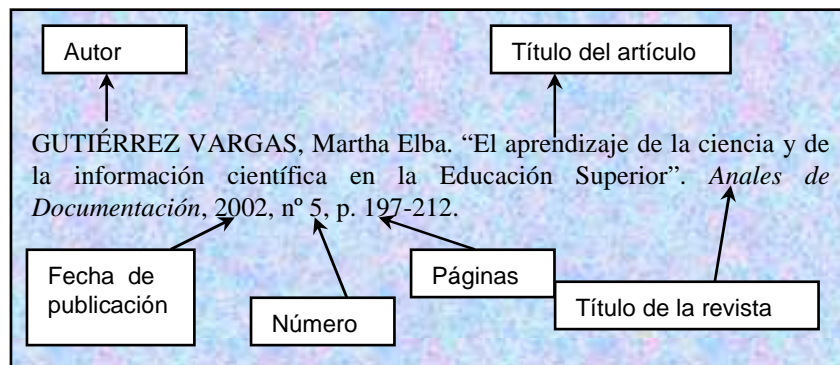 Autor
Título del artículo
GUTIÉRREZ VARGAS, Martha Elba. “El aprendizaje de la ciencia y de
la información científica en la Educación Superior”. Anales de
Documentación, 2002, nº 5, p. 197-212.
Fecha de
publicación
Número
Páginas
Título de la revista